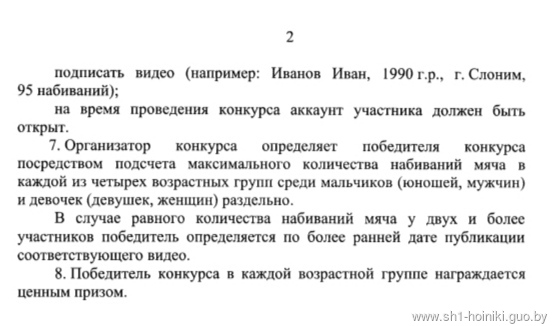 2
подписать видео (например: Иванов Иван, 1990 г.р., г. Слоним,
95 набиваний);
на время проведения конкурса аккаунт участника должен быть
открыт.
7. Организатор конкурса определяет победителя конкурса
посредством подсчета максимального количества набиваний мяча в
каждой из четырех возрастных групп среди мальчиков (юношей, мужчин)
и девочек (девушек, женщин) раздельно.
В случае равного количества набиваний мяча у двух и более
участников победитель определяется по более ранней дате публикации
соответствующего видео.
8. Победитель конкурса в каждой возрастной группе награждается
ценным призом.
www.sh1-hoiniki.guo.by